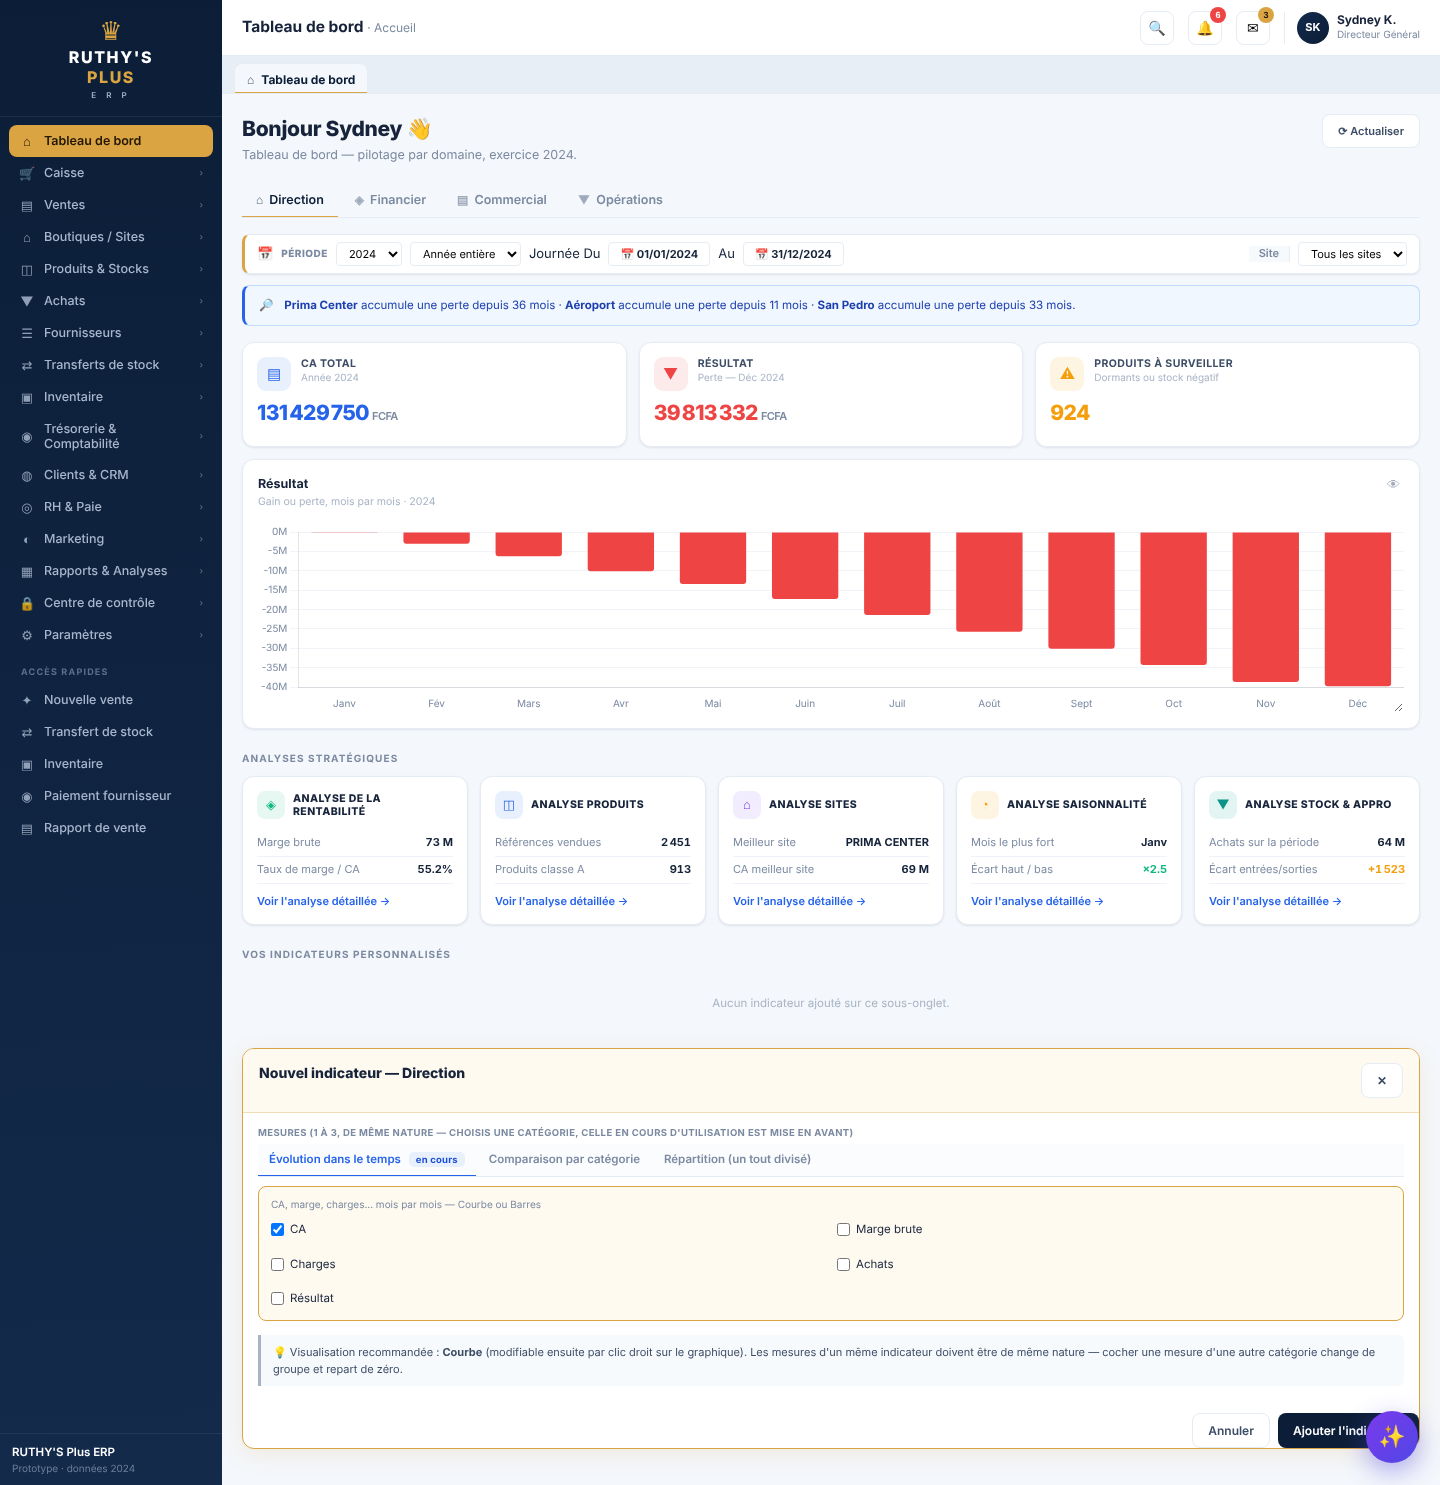 RUTHY'S
PLUS
ERP
Tableau de bord
Caisse
Ventes
Boutiques / Sites
Produits & Stocks
Achats
Fournisseurs
Transferts de stock
Inventaire
Trésorerie &
Comptabilité
Clients & CRM
RH & Paie
Marketing
Rapports & Analyses
Centre de contrôle
Paramètres
ACCÈS RAPIDES
Nouvelle vente
Transfert de stock
Inventaire
Paiement fournisseur
Rapport de vente
RUTHY'S Plus ERP
Prototype · données 2024
Tableau de bord · Accueil
6
3
SK
Sydney K.
Directeur Général
Tableau de bord
Bonjour Sydney 👋
Tableau de bord — pilotage par domaine, exercice 2024.
⟳ Actualiser
Direction
Financier
Commercial
Opérations
PÉRIODE 2024 Année entière Journée Du 01/01/2024 Au 31/12/2024 Site Tous les sites
Prima Center accumule une perte depuis 36 mois · Aéroport accumule une perte depuis 11 mois · San Pedro accumule une perte depuis 33 mois.
CA TOTAL
Année 2024
131 429 750 FCFA
RÉSULTAT
Perte — Déc 2024
39 813 332 FCFA
PRODUITS À SURVEILLER
Dormants ou stock négatif
924
Résultat
Gain ou perte, mois par mois · 2024
0M
-5M
-10M
-15M
-20M
-25M
-30M
-35M
-40M
Janv Fév Mars Avr Mai Juin Juil Août Sept Oct Nov Déc
ANALYSES STRATÉGIQUES
ANALYSE DE LA
RENTABILITÉ
Marge brute 73 M
Taux de marge / CA 55.2%
Voir l'analyse détaillée →
ANALYSE PRODUITS
Références vendues 2 451
Produits classe A 913
Voir l'analyse détaillée →
ANALYSE SITES
Meilleur site PRIMA CENTER
CA meilleur site 69 M
Voir l'analyse détaillée →
ANALYSE SAISONNALITÉ
Mois le plus fort Janv
Écart haut / bas ×2.5
Voir l'analyse détaillée →
ANALYSE STOCK & APPRO
Achats sur la période 64 M
Écart entrées/sorties +1 523
Voir l'analyse détaillée →
VOS INDICATEURS PERSONNALISÉS
Aucun indicateur ajouté sur ce sous-onglet.
Nouvel indicateur — Direction
✕
MESURES (1 À 3, DE MÊME NATURE — CHOISIS UNE CATÉGORIE, CELLE EN COURS D'UTILISATION EST MISE EN AVANT)
Évolution dans le temps en cours Comparaison par catégorie Répartition (un tout divisé)
CA, marge, charges… mois par mois — Courbe ou Barres
CA
Marge brute
Charges
Achats
Résultat
💡 Visualisation recommandée : Courbe (modifiable ensuite par clic droit sur le graphique). Les mesures d'un même indicateur doivent être de même nature — cocher une mesure d'une autre catégorie change de
groupe et repart de zéro.
Annuler
Ajouter l'indi